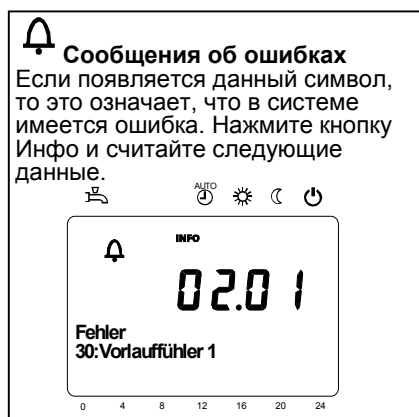 Сообщения об ошибках
Если появляется данный символ,
то это означает, что в системе
имеется ошибка. Нажмите кнопку
Инфо и считайте следующие
данные.
AUTO
INFO
02.01
Fehler
30:Vorlauffühler 1
0 4 8 12 16 20 24